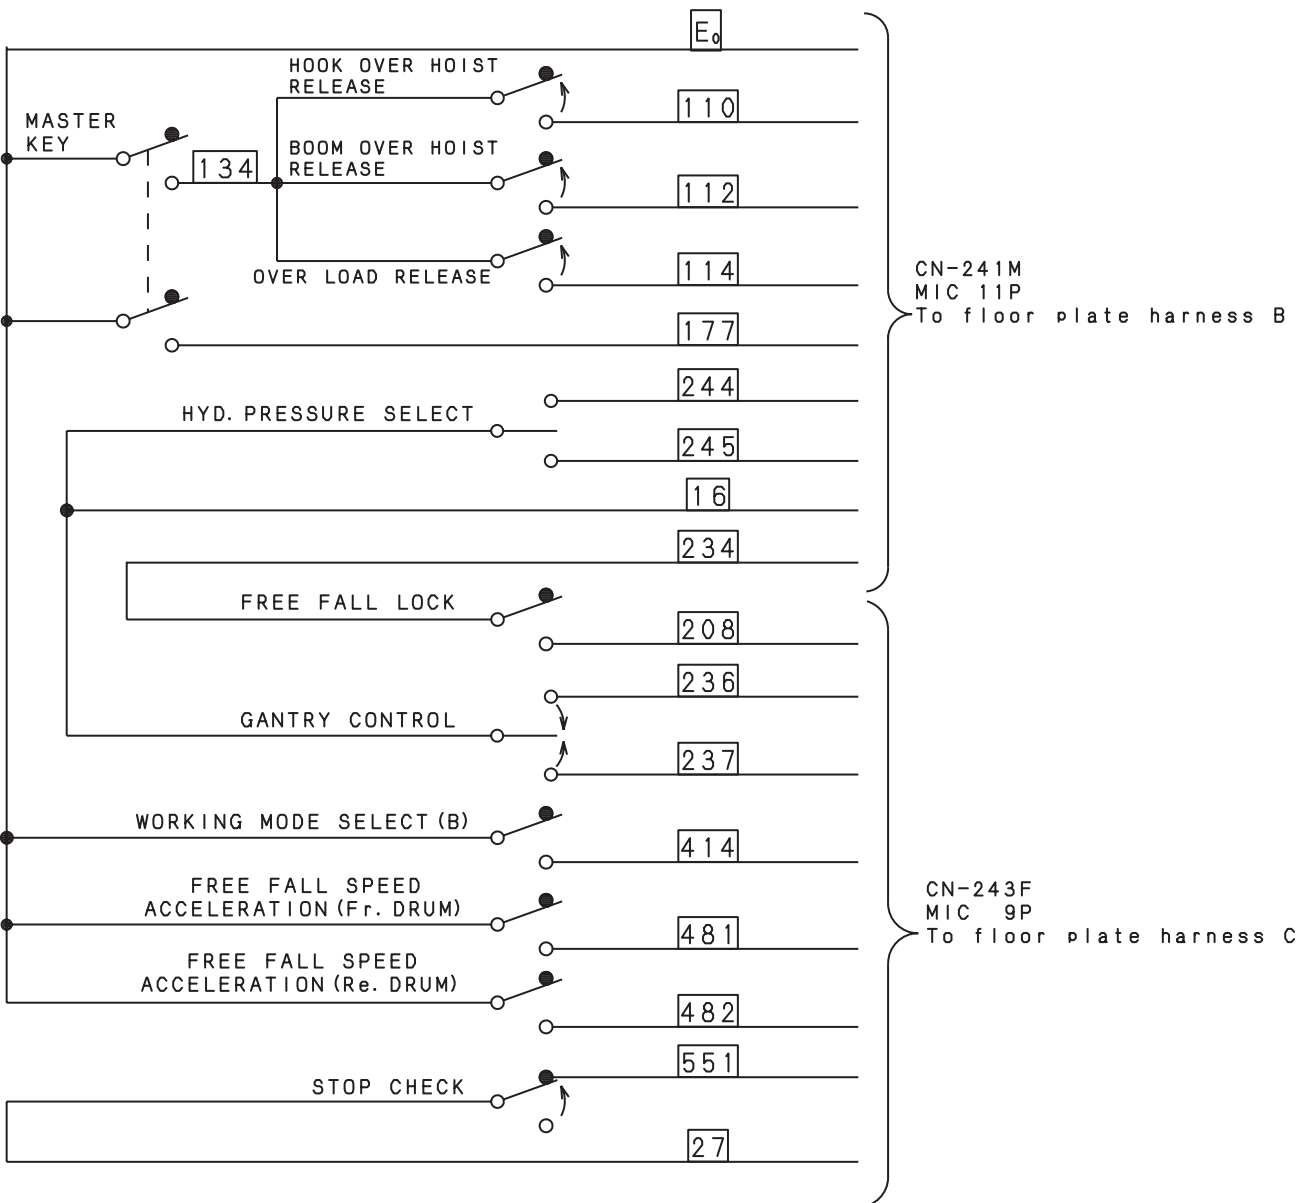 E0
HOOK OVER HOIST
RELEASE
110
MASTER
KEY
134
BOOM OVER HOIST
RELEASE
112
OVER LOAD RELEASE
114
CN-241M
MIC 11P
To floor plate harness B
177
244
HYD. PRESSURE SELECT
245
16
234
FREE FALL LOCK
208
236
GANTRY CONTROL
237
WORKING MODE SELECT (B)
414
FREE FALL SPEED
ACCELERATION (Fr. DRUM)
481
CN-243F
MIC 9P
To floor plate harness C
FREE FALL SPEED
ACCELERATION (Re. DRUM)
482
551
STOP CHECK
27